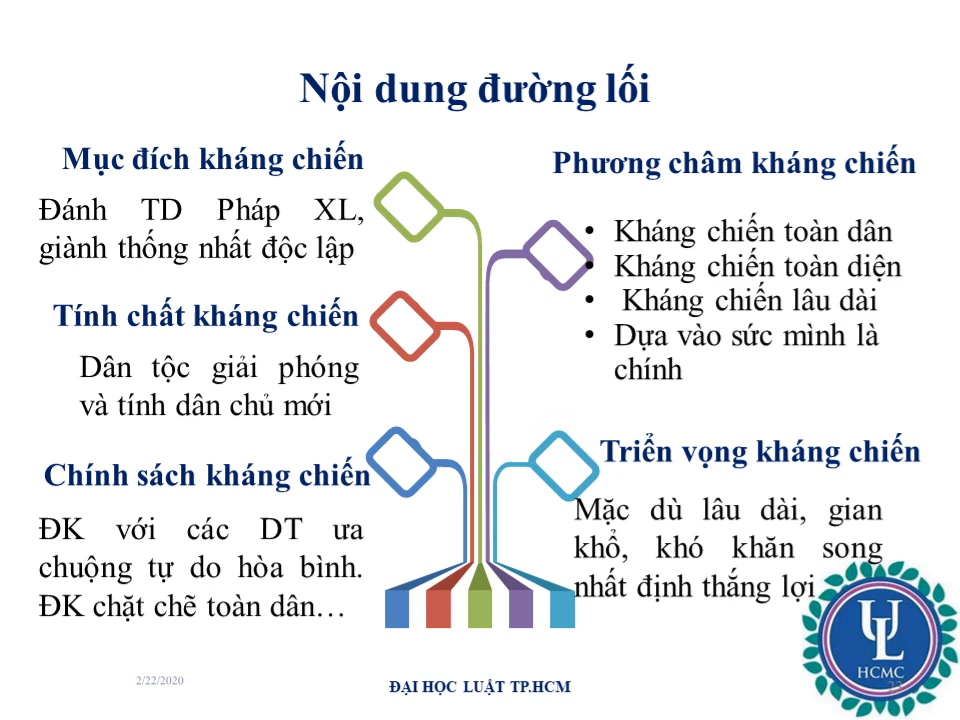 Nội dung đường lối
Mục đích kháng chiến
Đánh TD Pháp XL,
giành thống nhất độc lập
Tính chất kháng chiến
Dân tộc giải phóng
và tính dân chủ mới
Chính sách kháng chiến
ĐK với các DT ưa
chuộng tự do hòa bình.
ĐK chặt chẽ toàn dân…
Phương châm kháng chiến
• Kháng chiến toàn dân
• Kháng chiến toàn diện
• Kháng chiến lâu dài
• Dựa vào sức mình là
chính
Triển vọng kháng chiến
Mặc dù lâu dài, gian
khổ, khó khăn song
nhất định thắng lợi
UL
HCMC
2/22/2020
ĐẠI HỌC LUẬT TP.HCM